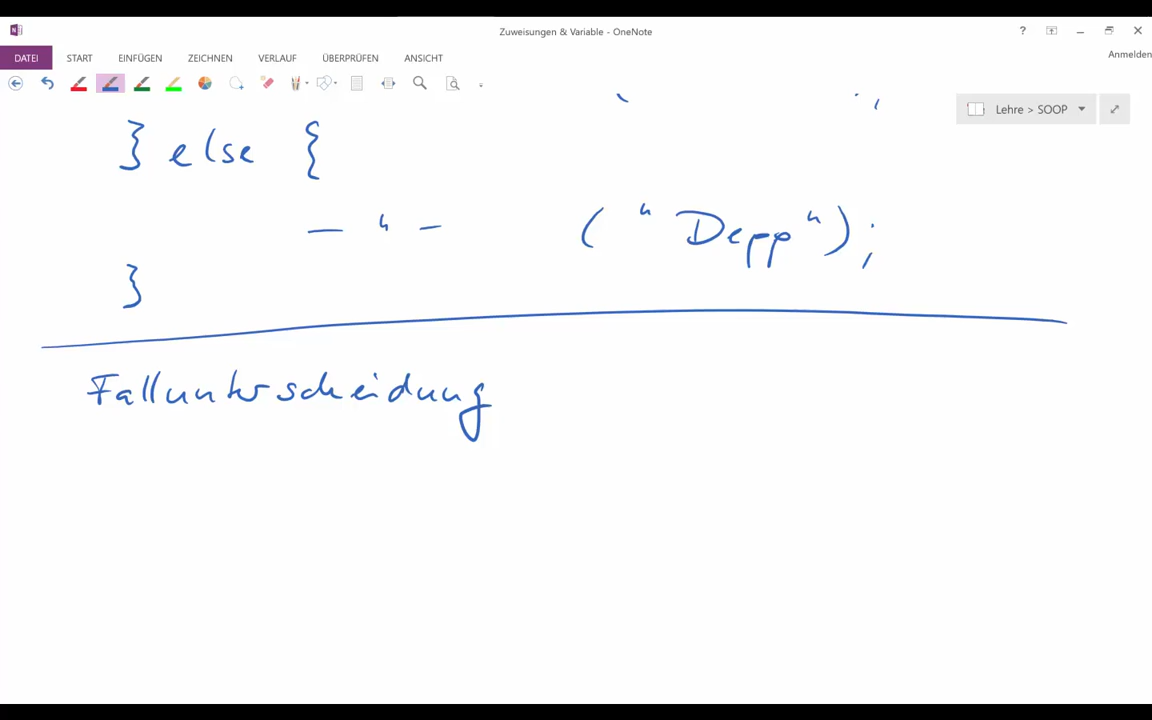 Zuweisungen & Variable - OneNote
?
Anmelden
DATEI START EINFÜGEN ZEICHNEN VERLAUF ÜBERPRÜFEN ANSICHT
Lehre > SOOP
} else {
— " — ( " Depp " ) ;
}
Fallunterscheidung